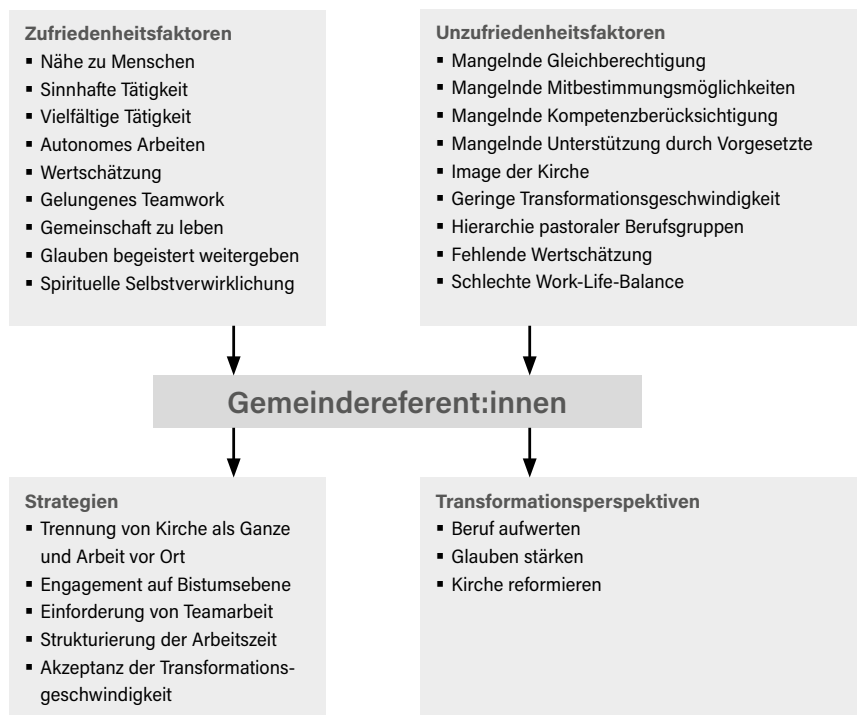 Zufriedenheitsfaktoren
▪ Nähe zu Menschen
▪ Sinnhafte Tätigkeit
▪ Vielfältige Tätigkeit
▪ Autonomes Arbeiten
▪ Wertschätzung
▪ Gelungenes Teamwork
▪ Gemeinschaft zu leben
▪ Glauben begeistert weitergeben
▪ Spirituelle Selbstverwirklichung
Unzufriedenheitsfaktoren
▪ Mangelnde Gleichberechtigung
▪ Mangelnde Mitbestimmungsmöglichkeiten
▪ Mangelnde Kompetenzberücksichtigung
▪ Mangelnde Unterstützung durch Vorgesetzte
▪ Image der Kirche
▪ Geringe Transformationsgeschwindigkeit
▪ Hierarchie pastoraler Berufsgruppen
▪ Fehlende Wertschätzung
▪ Schlechte Work-Life-Balance
Gemeindereferent:innen
Strategien
▪ Trennung von Kirche als Ganze
und Arbeit vor Ort
▪ Engagement auf Bistumsebene
▪ Einforderung von Teamarbeit
▪ Strukturierung der Arbeitszeit
▪ Akzeptanz der Transformations-
geschwindigkeit
Transformationsperspektiven
▪ Beruf aufwerten
▪ Glauben stärken
▪ Kirche reformieren